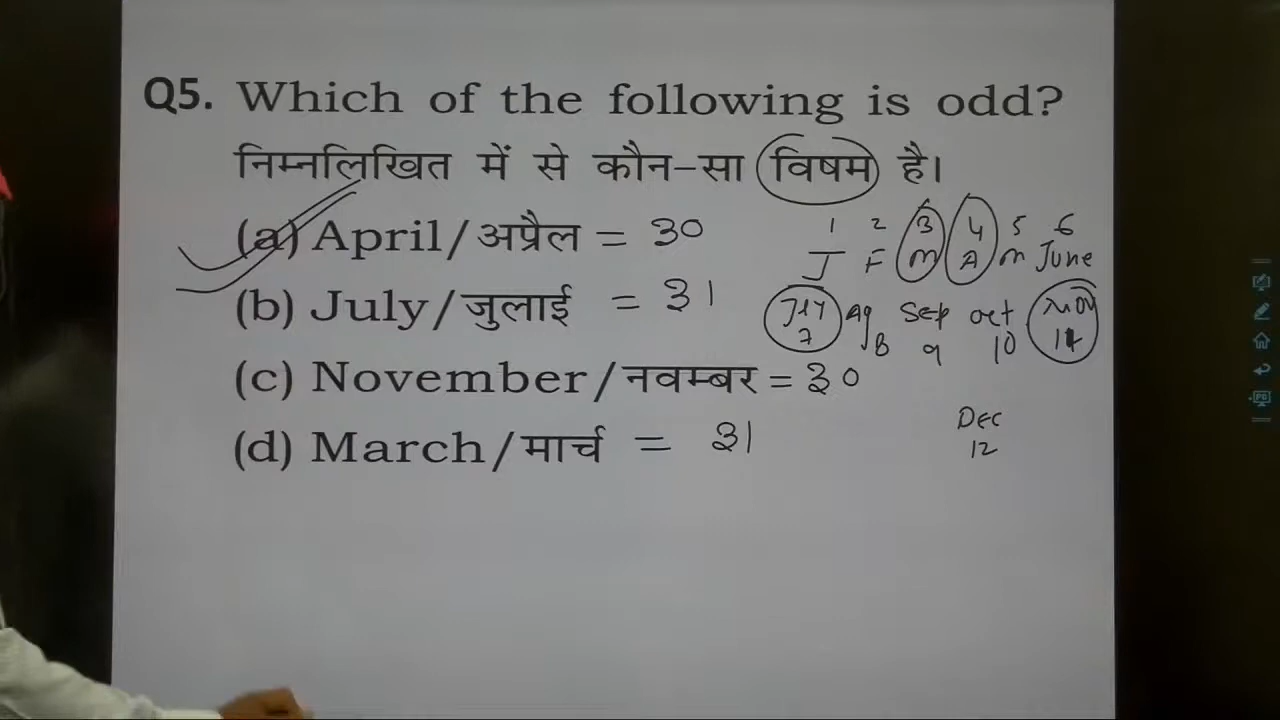 Q5. Which of the following is odd?
निम्नलिखित में से कौन-सा विषम है।
(a) April/अप्रैल = 30
(b) July/जुलाई = 31
(c) November/नवम्बर = 30
(d) March/मार्च = 31
1 2 3 4 5 6
J F M A M June
Ag Sep oct Nov
7 8 9 10 11
DEC
12